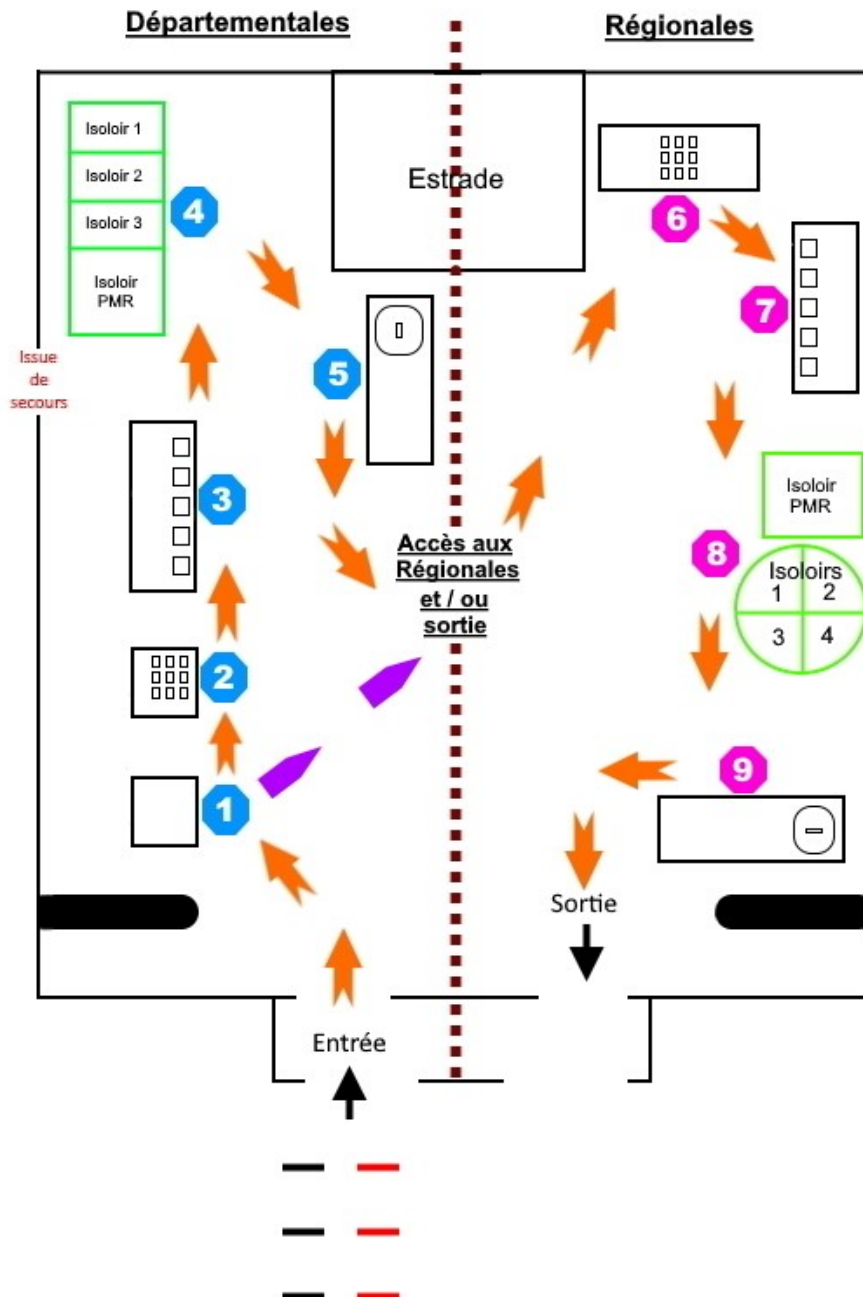 Départementales
Régionales
Isoloir 1
Isoloir 2
Isoloir 3
Isoloir
PMR
4
Estrade
6
7
Issue
de
secours
5
3
Accès aux
Régionales
et / ou
sortie
Isoloir
PMR
8
Isoloirs
1 2
3 4
2
1
9
Sortie
Entrée